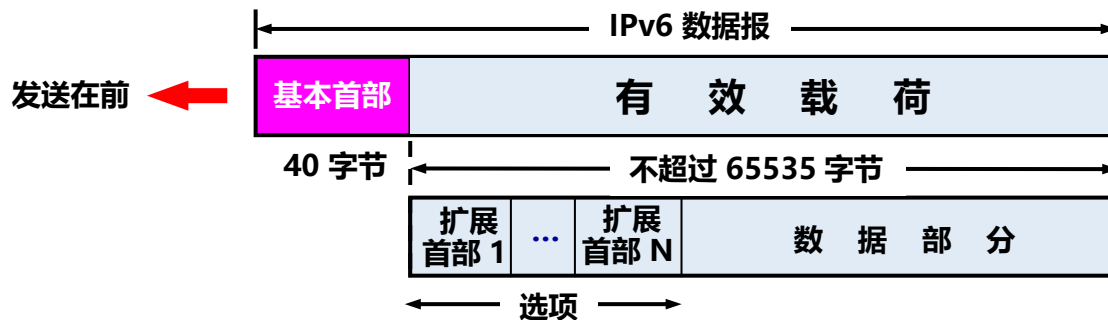 IPv6 数据报
发送在前
基本首部
有 效 载 荷
40 字节
不超过 65535 字节
扩展
首部 1
...
扩展
首部 N
数 据 部 分
选项